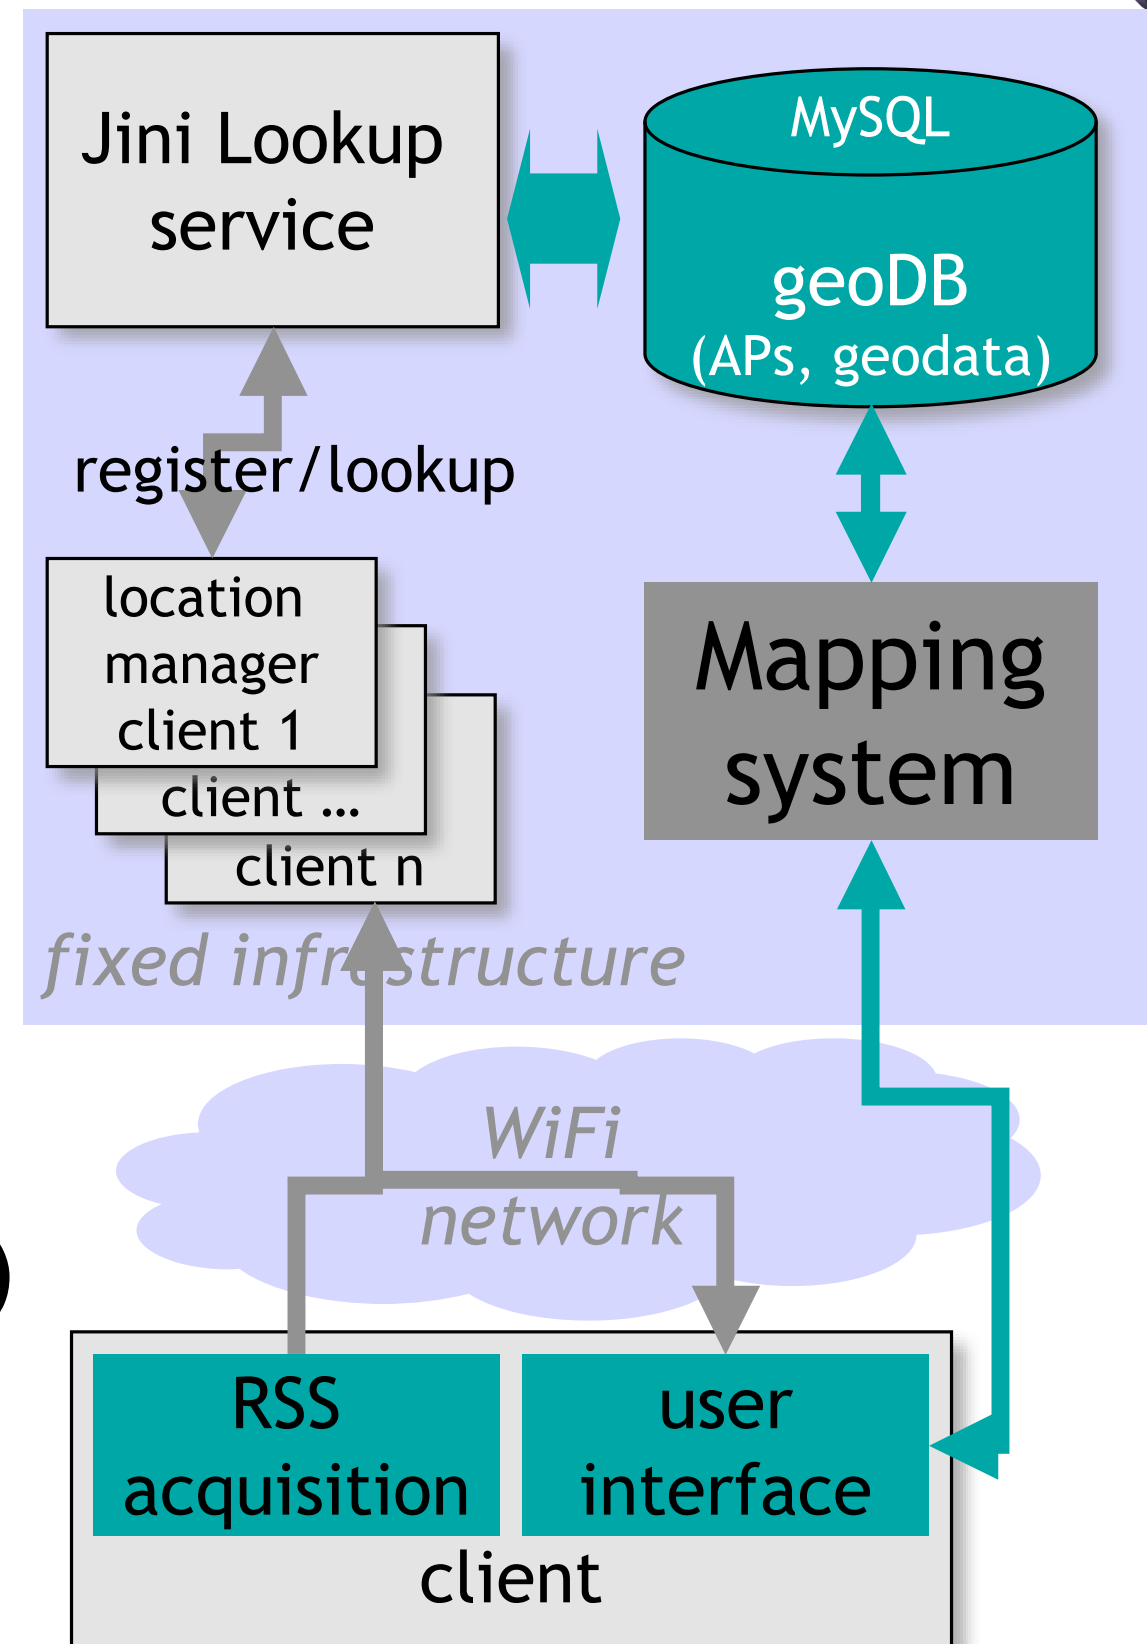 Jini Lookup
service
MySQL
geoDB
(APs, geodata)
register/lookup
location
manager
client 1
client …
client n
Mapping
system
fixed infrastructure
WiFi
network
RSS
acquisition
user
interface
client